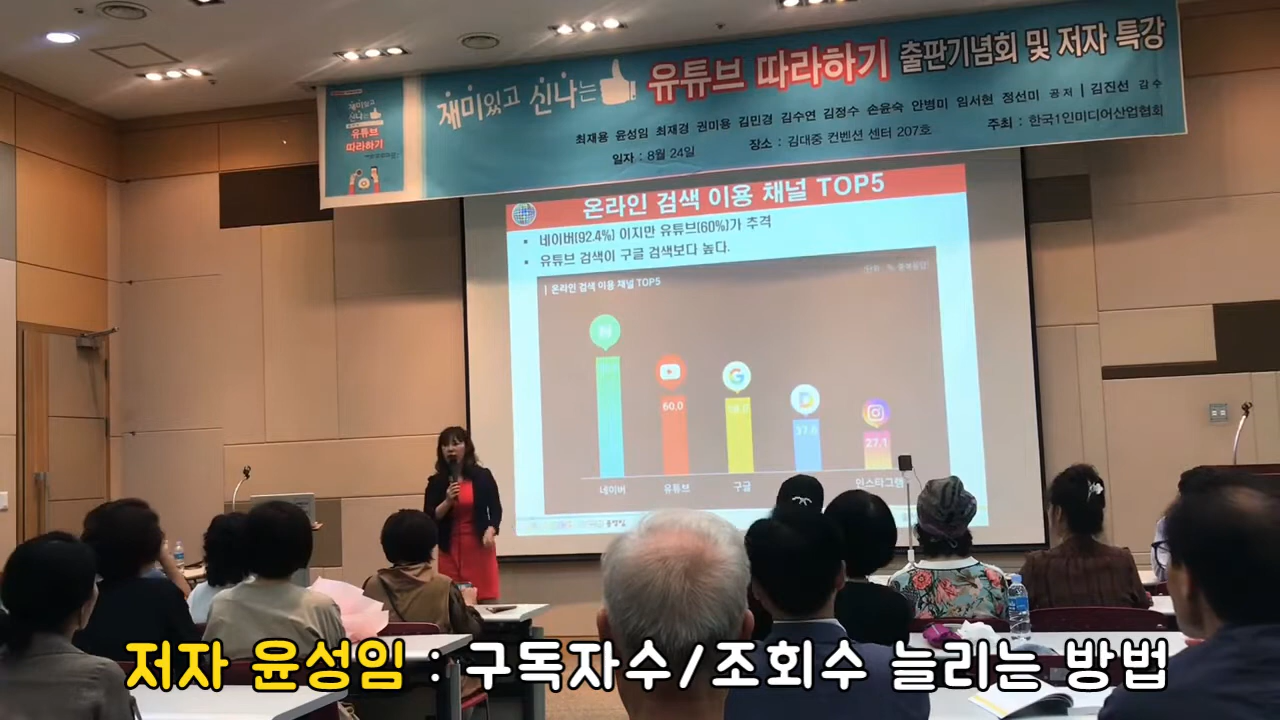 재미있고 신나는 유튜브 따라하기 출판기념회 및 저자 특강
최재용 윤성임 최재경 권미용 김민경 김수연 김정수 손윤숙 안병미 임서현 정선미 공저 | 김진선 감수
일자 : 8월 24일 장소 : 김대중 컨벤션 센터 207호 주최 : 한국1인미디어산업협회
재미있고
신나는
유튜브
따라하기
온라인 검색 이용 채널 TOP5
▪ 네이버(92.4%) 이지만 유튜브(60%)가 추격
▪ 유튜브 검색이 구글 검색보다 높다.
| 온라인 검색 이용 채널 TOP5
N
G
D
60.0
37.6
27.1
네이버 유튜브 구글 인스타그램
저자 윤성임 : 구독자수/조회수 늘리는 방법